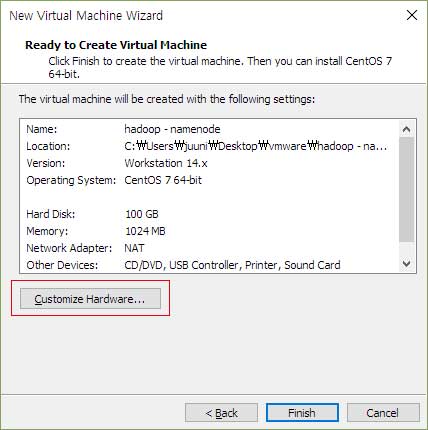 New Virtual Machine Wizard
Ready to Create Virtual Machine
Click Finish to create the virtual machine. Then you can install CentOS 7
64-bit.
The virtual machine will be created with the following settings:
Name: hadoop - namenode
Location: C:₩Users₩juuni₩Desktop₩vmware₩hadoop - na...
Version: Workstation 14.x
Operating System: CentOS 7 64-bit
Hard Disk: 100 GB
Memory: 1024 MB
Network Adapter: NAT
Other Devices: CD/DVD, USB Controller, Printer, Sound Card
Customize Hardware...
< Back Finish Cancel